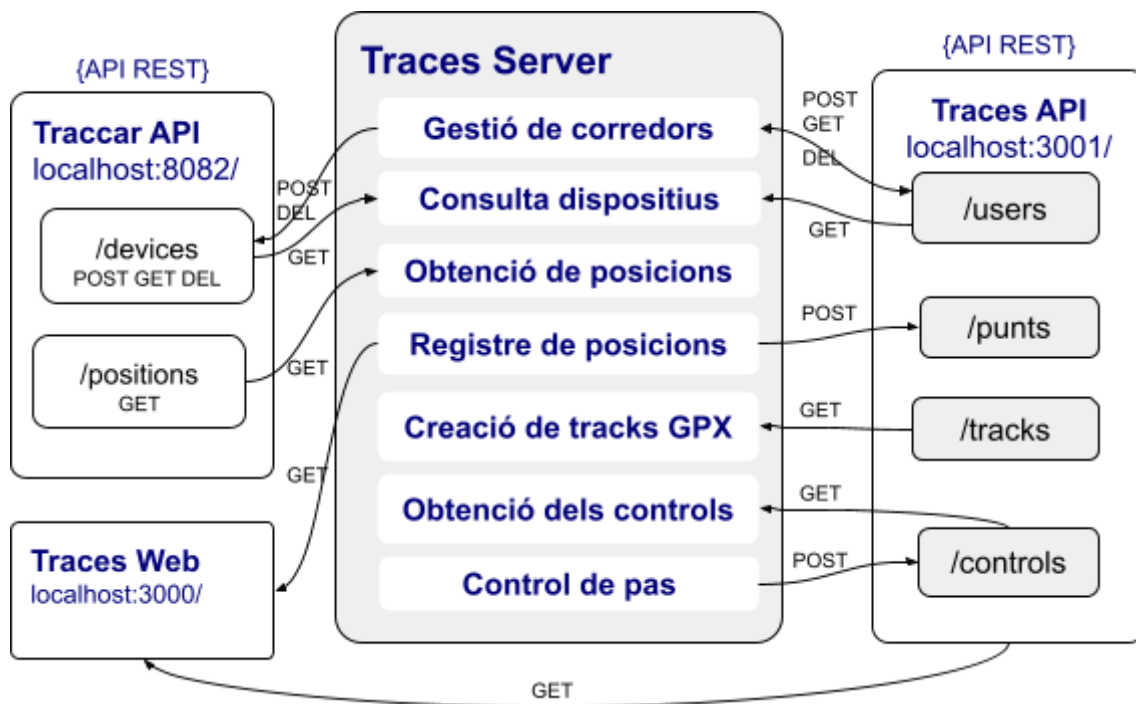 {API REST}
Traccar API
localhost:8082/
/devices
POST GET DEL
/positions
GET
Traces Web
localhost:3000/
POST
DEL
GET
GET
GET
Traces Server
Gestió de corredors
Consulta dispositius
Obtenció de posicions
Registre de posicions
Creació de tracks GPX
Obtenció dels controls
Control de pas
POST
GET
DEL
GET
POST
GET
GET
POST
{API REST}
Traces API
localhost:3001/
/users
/punts
/tracks
/controls
GET